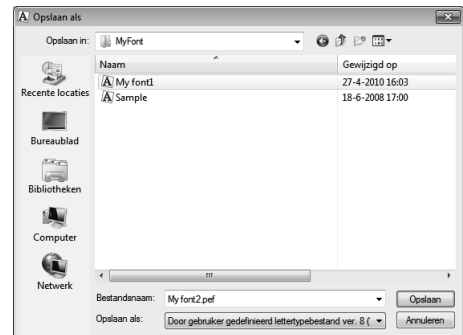 Opslaan als
Opslaan in: MyFont
Naam Gewijzigd op
My font1 27-4-2010 16:03
Sample 18-6-2008 17:00
Recente locaties
Bureaublad
Bibliotheken
Computer
Netwerk
Bestandsnaam: My font2.pef Opslaan
Opslaan als: Door gebruiker gedefinieerd lettertypebestand ver. 8 ( Annuleren